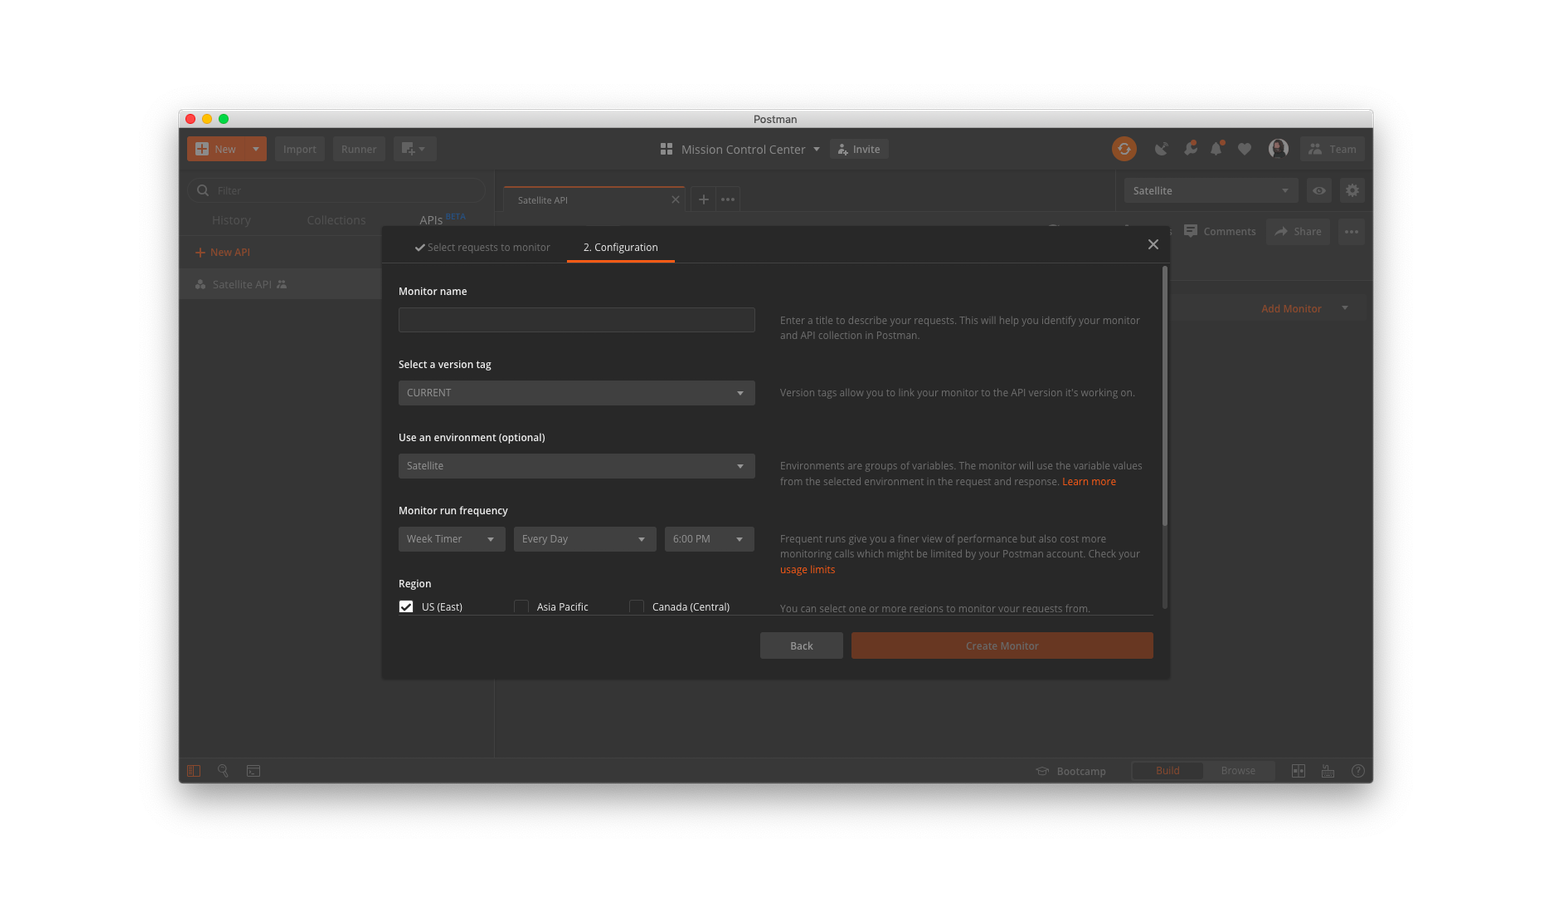 Postman
New
Import
Runner
Mission Control Center
Invite
Team
Filter
Satellite API
Satellite
History
Collections
APIs BETA
Comments
Share
New API
Satellite API
Add Monitor
Select requests to monitor
2. Configuration
Monitor name
Enter a title to describe your requests. This will help you identify your monitor
and API collection in Postman.
Select a version tag
CURRENT
Version tags allow you to link your monitor to the API version it's working on.
Use an environment (optional)
Satellite
Environments are groups of variables. The monitor will use the variable values
from the selected environment in the request and response. Learn more
Monitor run frequency
Week Timer
Every Day
6:00 PM
Frequent runs give you a finer view of performance but also cost more
monitoring calls which might be limited by your Postman account. Check your
usage limits
Region
US (East)
Asia Pacific
Canada (Central)
You can select one or more regions to monitor your requests from.
Back
Create Monitor
Bootcamp
Build
Browse